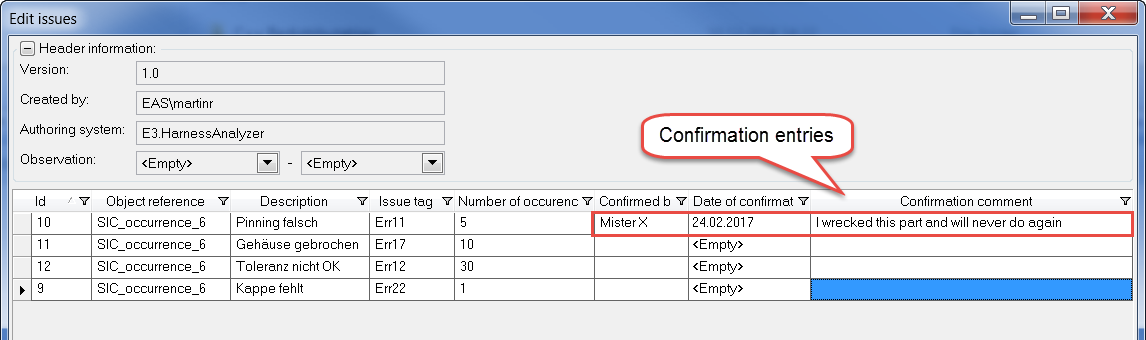 Edit issues
Header information:
Version: 1.0
Created by: EAS\martinr
Authoring system: E3.HarnessAnalyzer
Observation: <Empty> - <Empty>
Confirmation entries
Id Object reference Description Issue tag Number of occurenc Confirmed b Date of confirmat Confirmation comment
10 SIC_occurrence_6 Pinning falsch Err11 5 Mister X 24.02.2017 I wrecked this part and will never do again
11 SIC_occurrence_6 Gehäuse gebrochen Err17 10 <Empty>
12 SIC_occurrence_6 Toleranz nicht OK Err12 30 <Empty>
9 SIC_occurrence_6 Kappe fehlt Err22 1 <Empty>